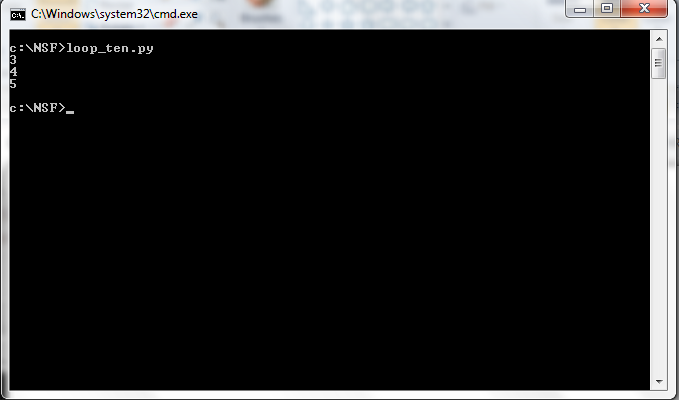 C:\Windows\system32\cmd.exe
c:\NSF>loop_ten.py
3
4
5
c:\NSF>_